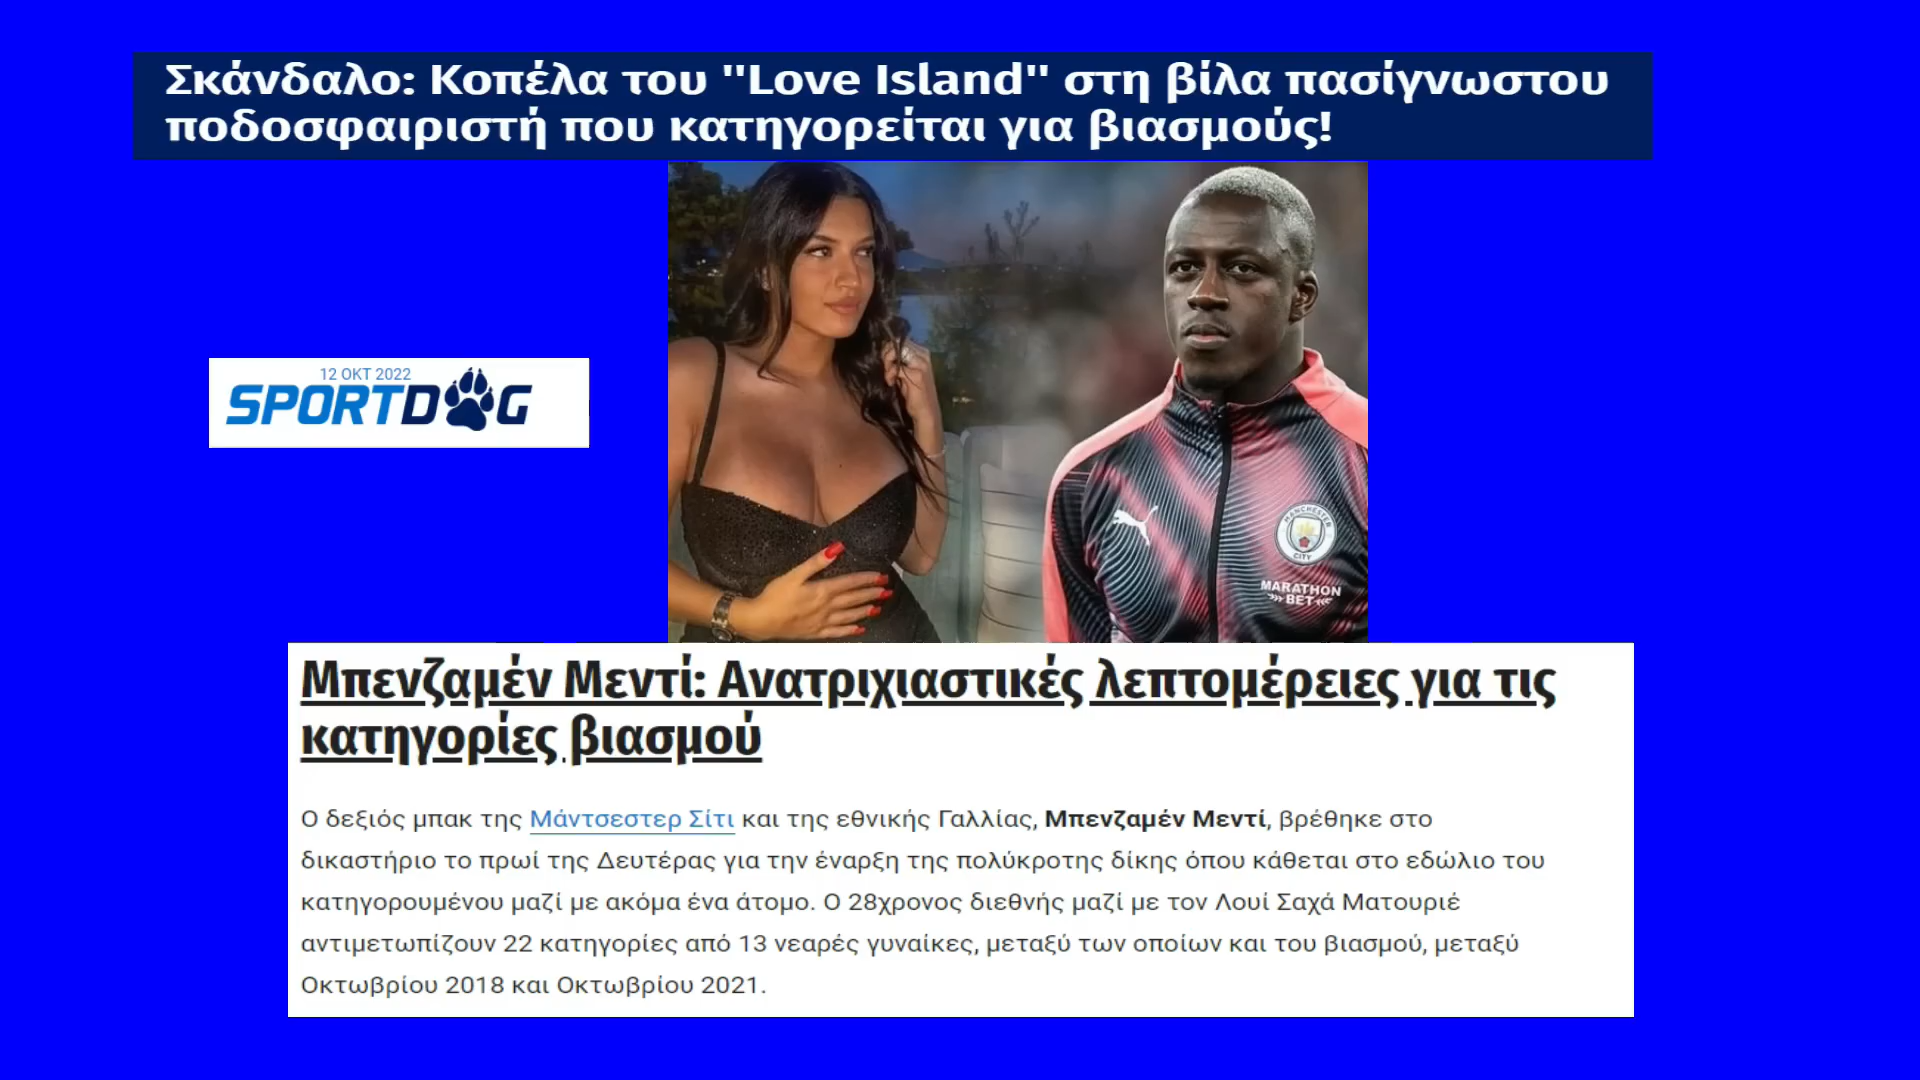 Σκάνδαλο: Κοπέλα του "Love Island" στη βίλα πασίγνωστου
ποδοσφαιριστή που κατηγορείται για βιασμούς!
12 ΟΚΤ 2022
SPORTDOG
MANCHESTER
CITY
MARATHON
BET
Μπενζαμέν Μεντί: Ανατριχιαστικές λεπτομέρειες για τις
κατηγορίες βιασμού
Ο δεξιός μπακ της Μάντσεστερ Σίτι και της εθνικής Γαλλίας, Μπενζαμέν Μεντί, βρέθηκε στο
δικαστήριο το πρωί της Δευτέρας για την έναρξη της πολύκροτης δίκης όπου κάθεται στο εδώλιο του
κατηγορουμένου μαζί με ακόμα ένα άτομο. Ο 28χρονος διεθνής μαζί με τον Λουί Σαχά Ματουριέ
αντιμετωπίζουν 22 κατηγορίες από 13 νεαρές γυναίκες, μεταξύ των οποίων και του βιασμού, μεταξύ
Οκτωβρίου 2018 και Οκτωβρίου 2021.